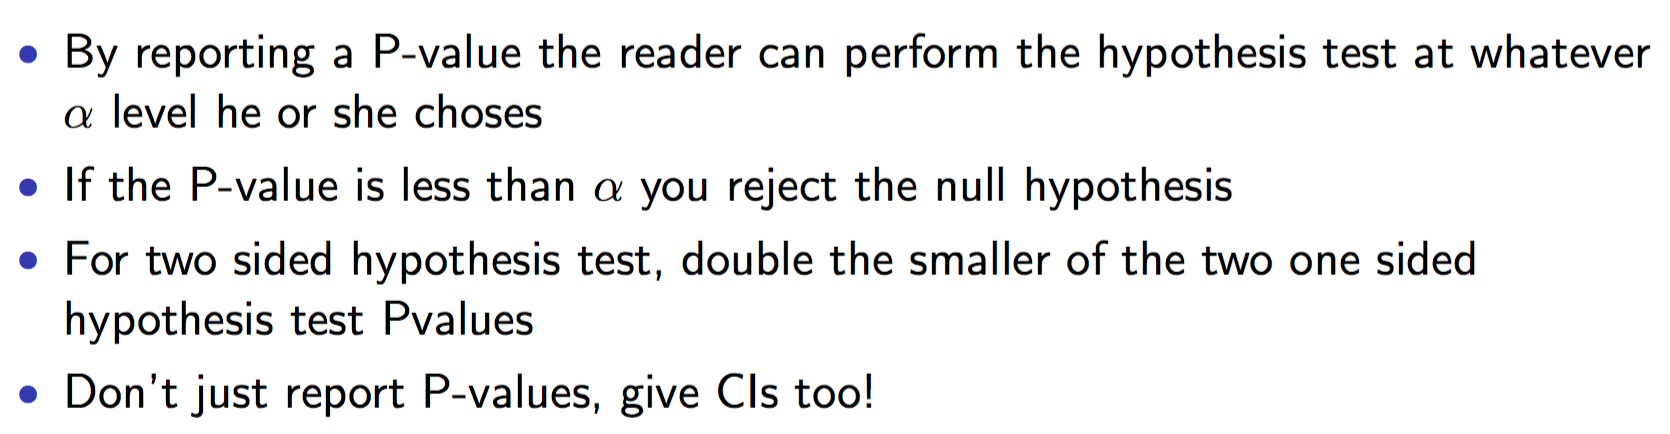 • By reporting a P-value the reader can perform the hypothesis test at whatever
α level he or she choses
• If the P-value is less than α you reject the null hypothesis
• For two sided hypothesis test, double the smaller of the two one sided
hypothesis test Pvalues
• Don't just report P-values, give CIs too!